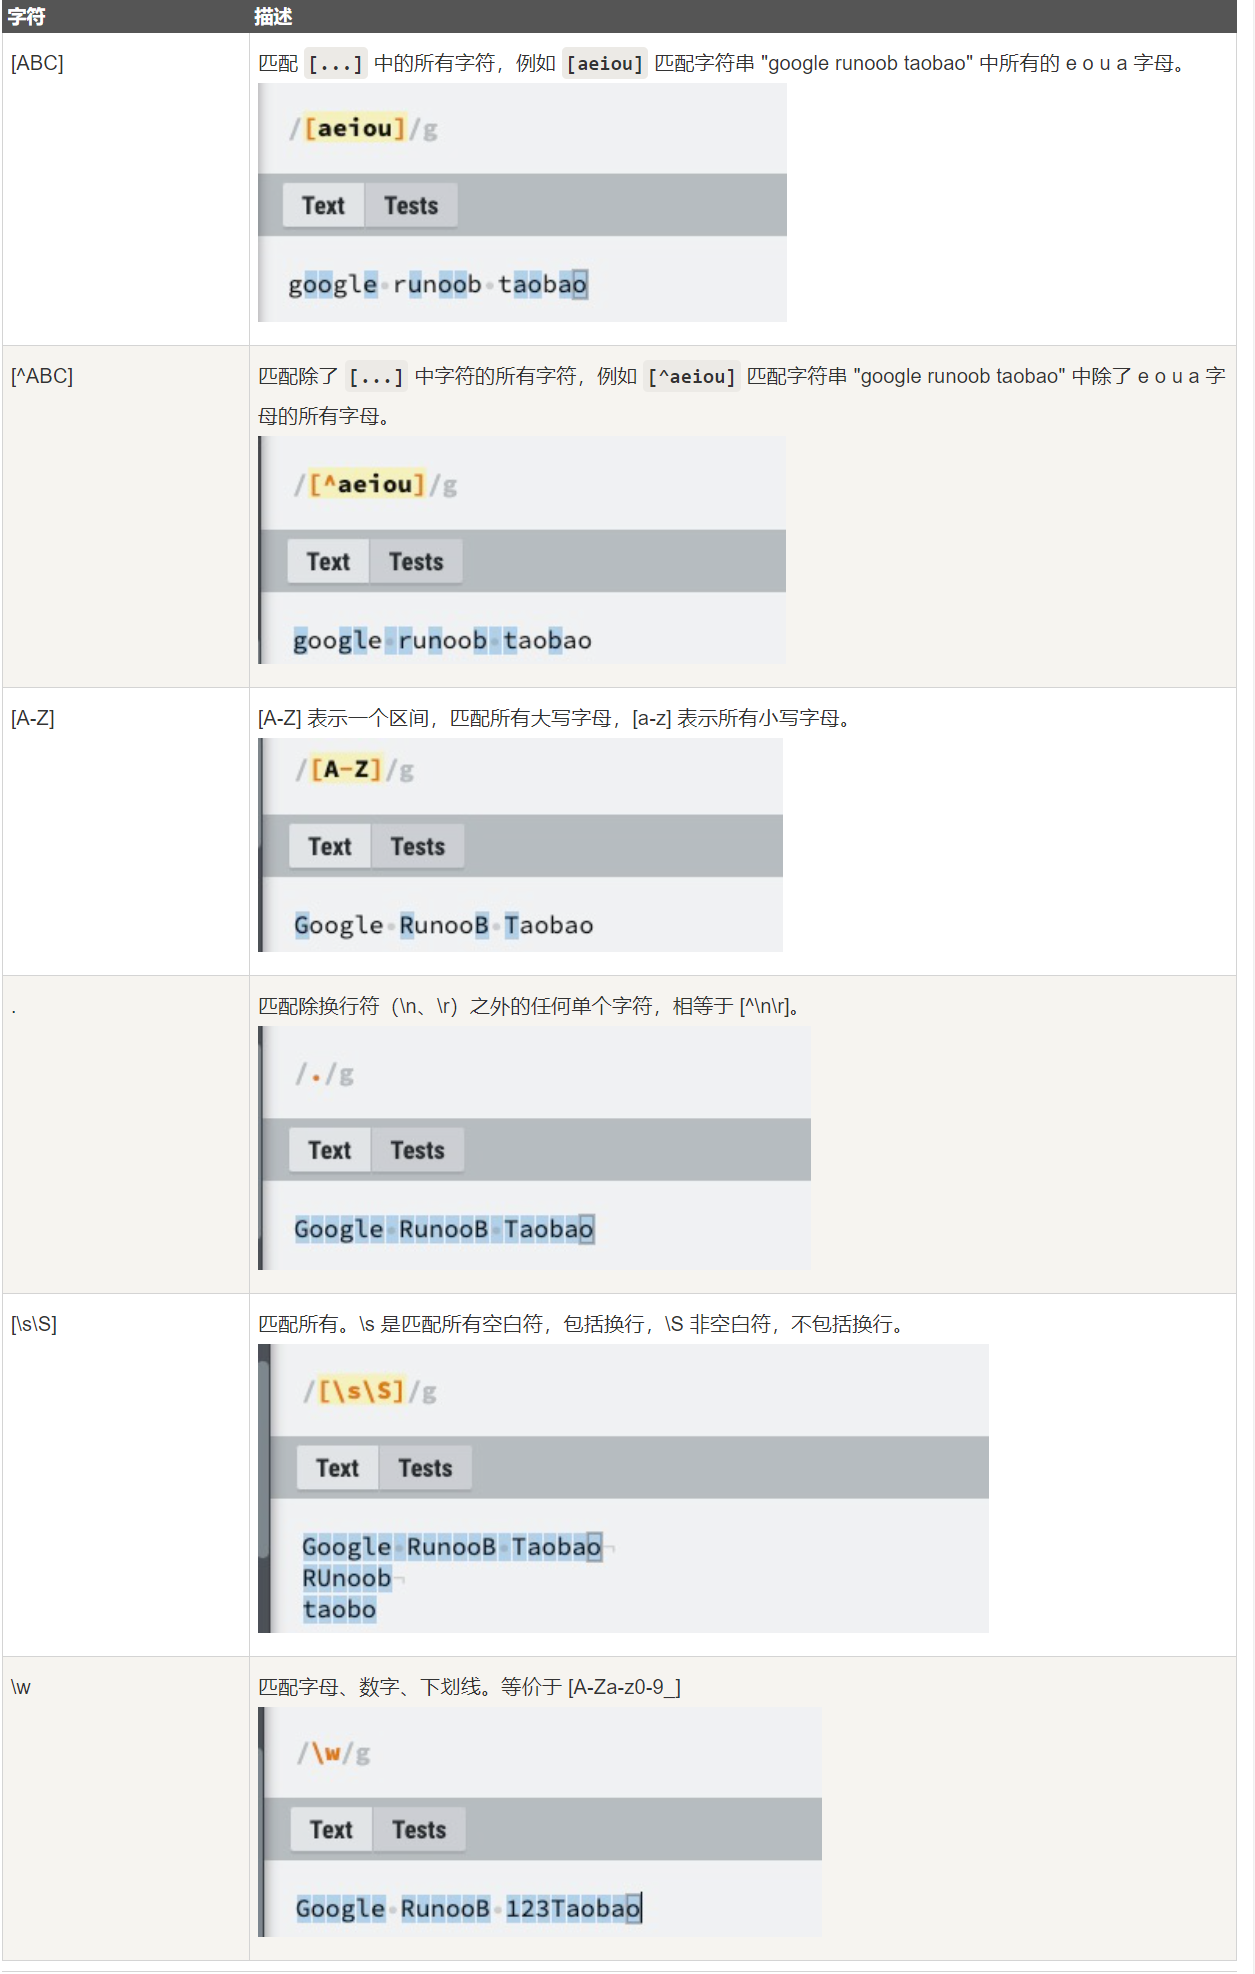 字符 描述
[ABC] 匹配 [...] 中的所有字符，例如 [aeiou] 匹配字符串 "google runoob taobao" 中所有的 e o u a 字母。
/[aeiou]/g
Text Tests
google·runoob·taobao
[^ABC] 匹配除了 [...] 中字符的所有字符，例如 [^aeiou] 匹配字符串 "google runoob taobao" 中除了 e o u a 字
母的所有字母。
/[^aeiou]/g
Text Tests
google·runoob·taobao
[A-Z] [A-Z] 表示一个区间，匹配所有大写字母，[a-z] 表示所有小写字母。
/[A-Z]/g
Text Tests
Google·RunooB·Taobao
. 匹配除换行符（\n、\r）之外的任何单个字符，相等于 [^\n\r]。
/./g
Text Tests
Google·RunooB·Taobao
[\s\S] 匹配所有。\s 是匹配所有空白符，包括换行，\S 非空白符，不包括换行。
/[\s\S]/g
Text Tests
Google·RunooB·Taobao¬
RUnoob¬
taobo
\w 匹配字母、数字、下划线。等价于 [A-Za-z0-9_]
/\w/g
Text Tests
Google·RunooB·123Taobao